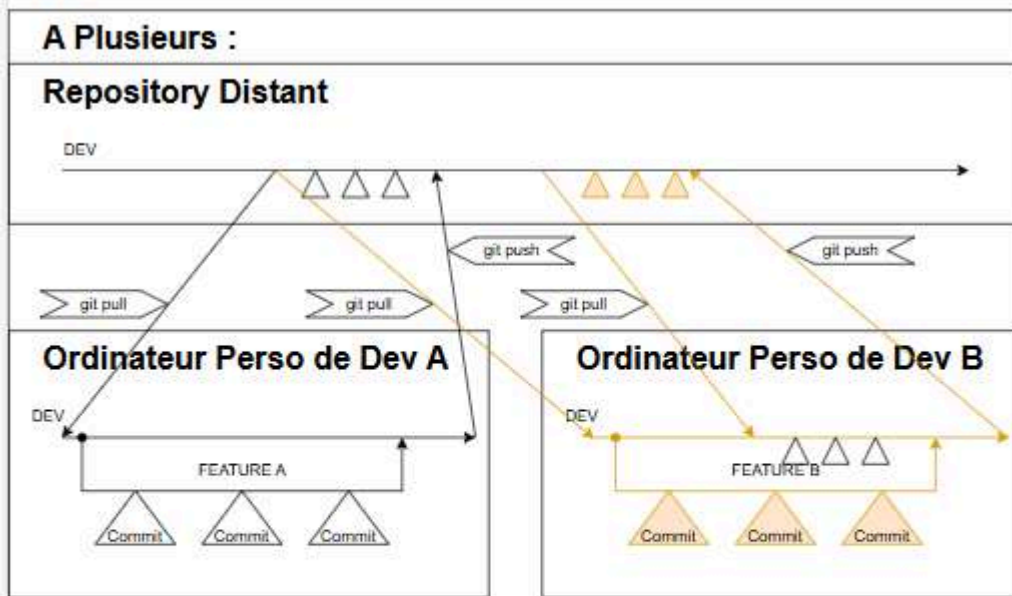 A Plusieurs :
Repository Distant
DEV
git push
git push
git pull
git pull
git pull
Ordinateur Perso de Dev A
Ordinateur Perso de Dev B
DEV
DEV
FEATURE A
FEATURE B
Commit
Commit
Commit
Commit
Commit
Commit